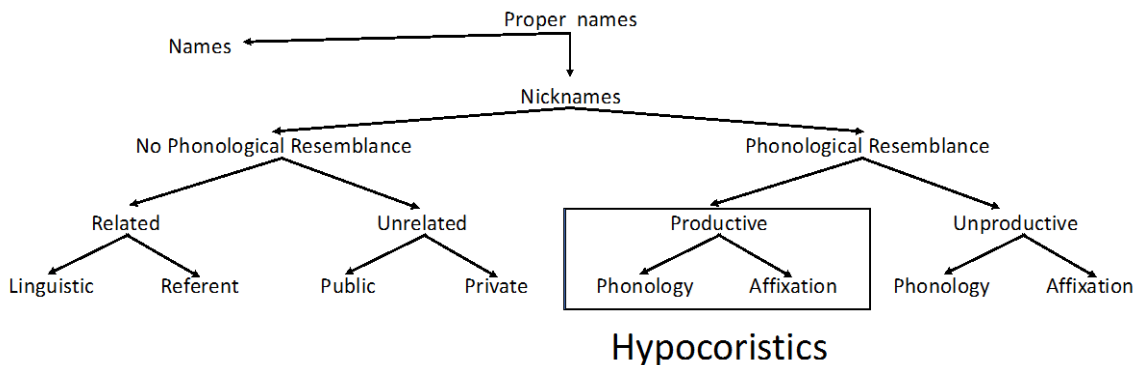 Proper names
Names
Nicknames
No Phonological Resemblance
Phonological Resemblance
Related
Unrelated
Productive
Unproductive
Linguistic
Referent
Public
Private
Phonology
Affixation
Phonology
Affixation
Hypocoristics